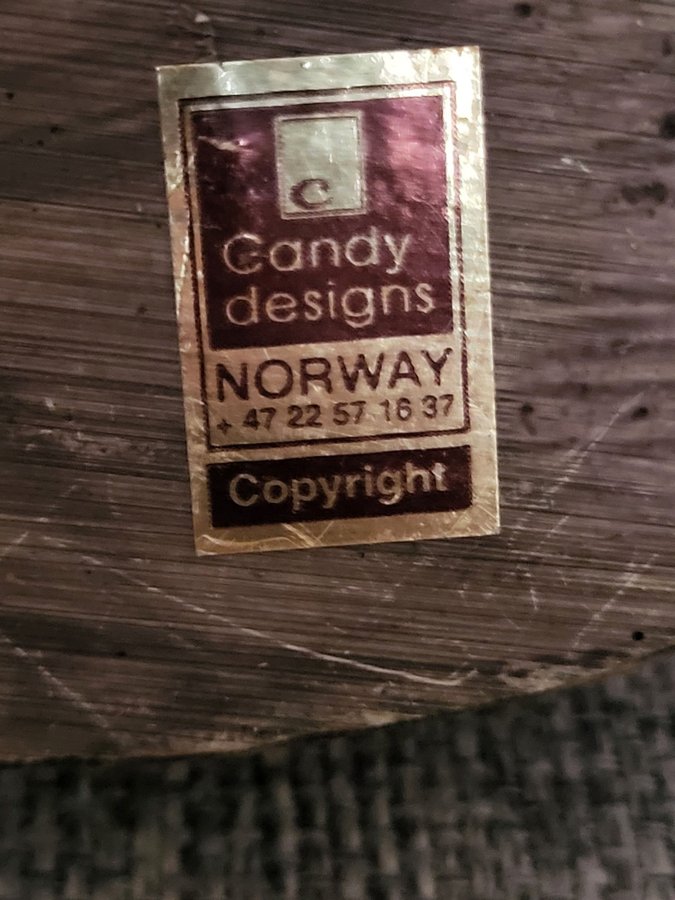 C
Candy
designs
NORWAY
+ 47 22 57 16 37
Copyright